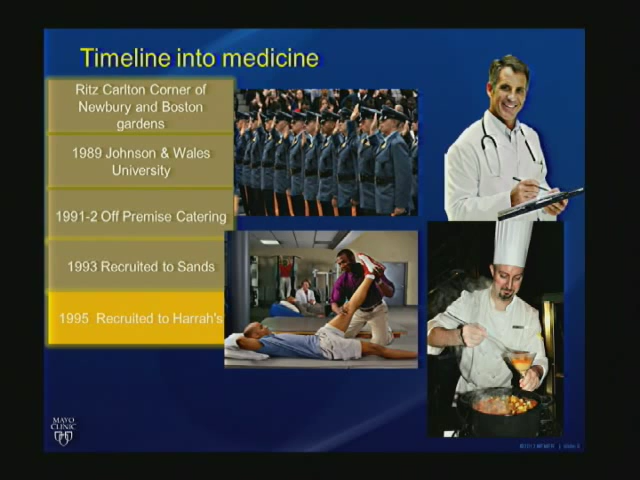 Timeline into medicine
Ritz Carlton Corner of
Newbury and Boston
gardens
1989 Johnson & Wales
University
1991-2 Off Premise Catering
1993 Recruited to Sands
1995 Recruited to Harrah's
MAYO
CLINIC